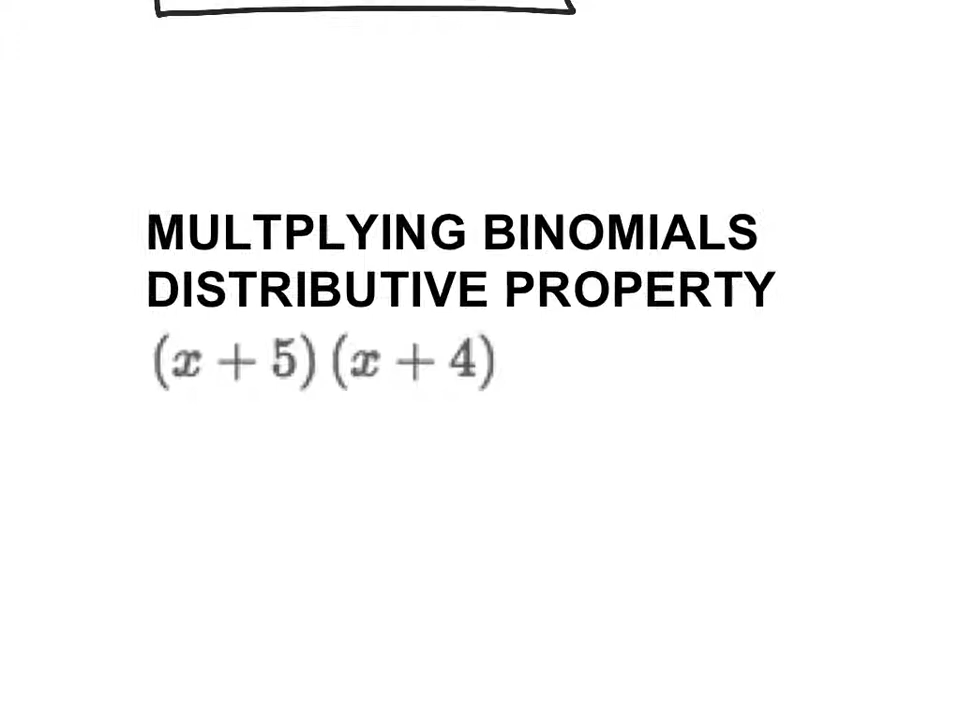 MULTPLYING BINOMIALS
DISTRIBUTIVE PROPERTY
(x + 5) (x + 4)